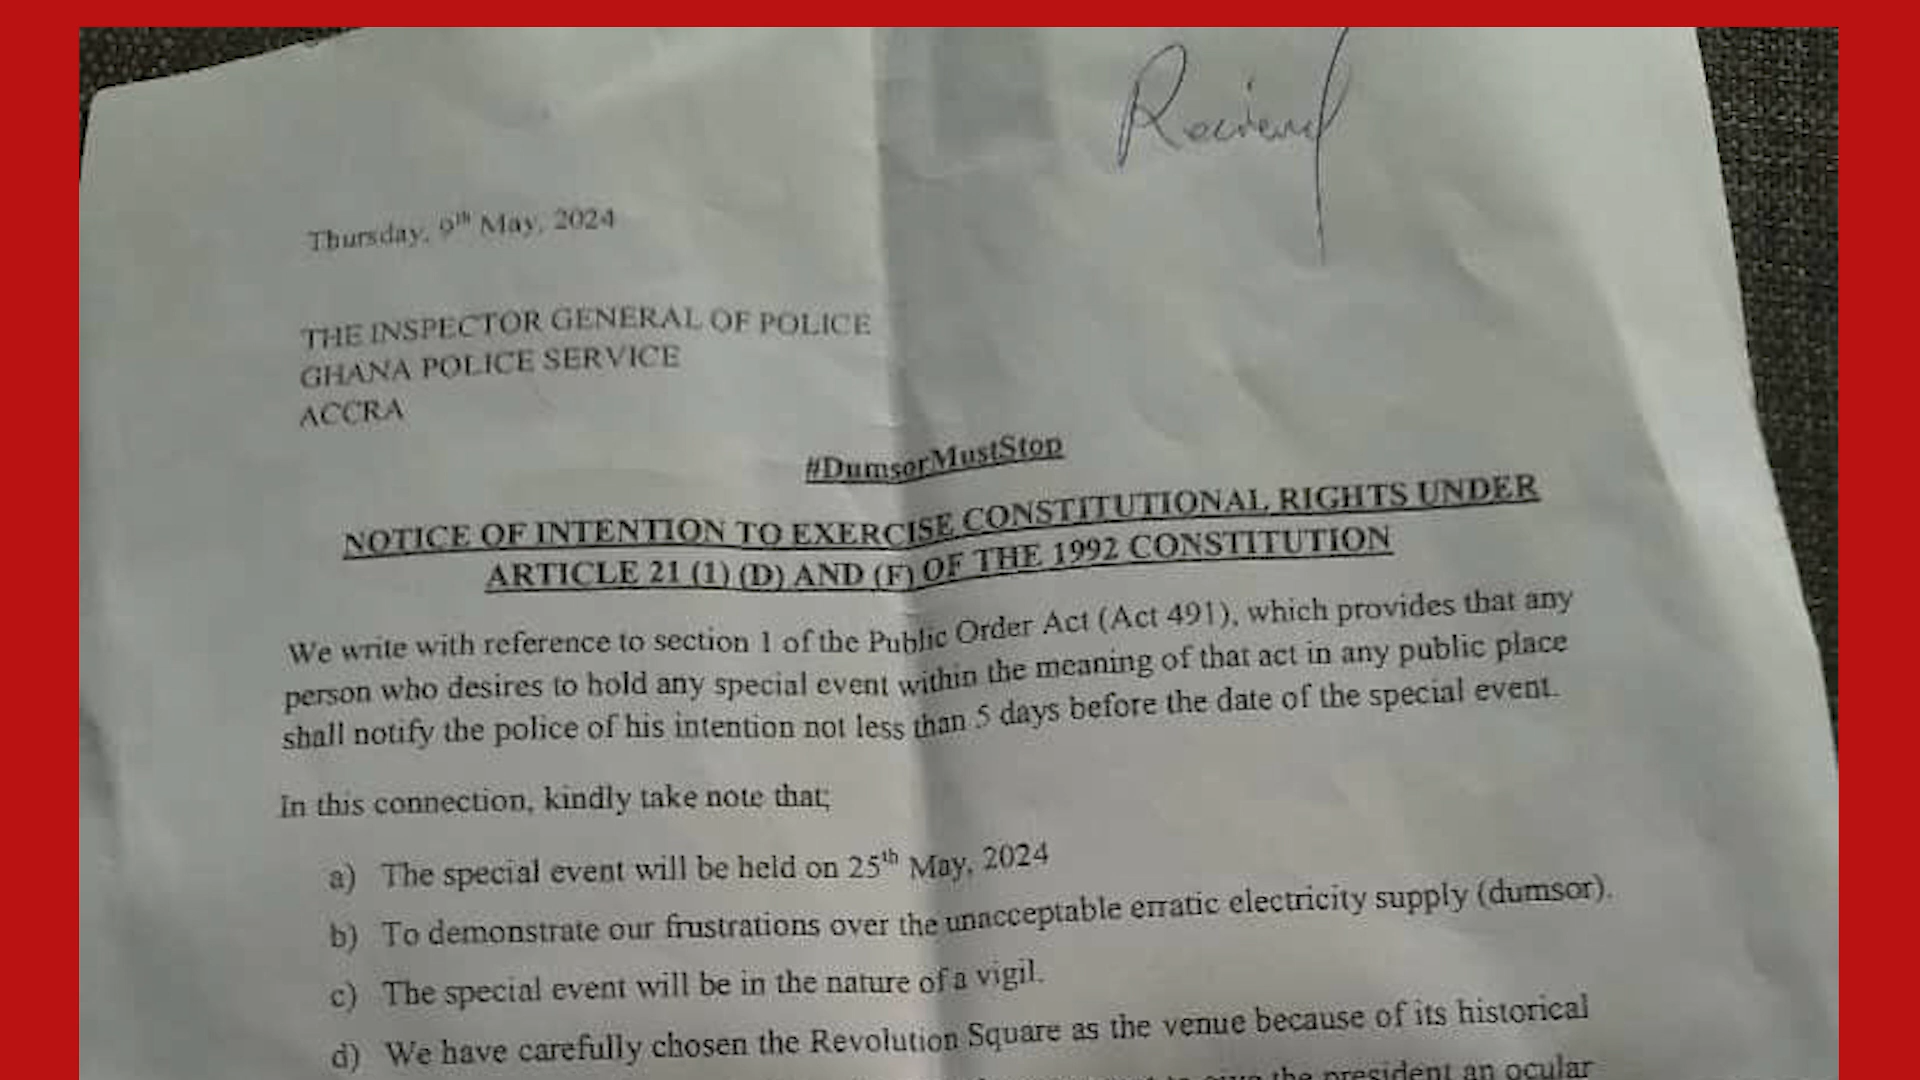 Received
Thursday, 9th May, 2024
THE INSPECTOR GENERAL OF POLICE
GHANA POLICE SERVICE
ACCRA
#DumsorMustStop
NOTICE OF INTENTION TO EXERCISE CONSTITUTIONAL RIGHTS UNDER
ARTICLE 21 (1) (D) AND (F) OF THE 1992 CONSTITUTION
We write with reference to section 1 of the Public Order Act (Act 491), which provides that any
person who desires to hold any special event within the meaning of that act in any public place
shall notify the police of his intention not less than 5 days before the date of the special event.
In this connection, kindly take note that;
a) The special event will be held on 25th May, 2024
b) To demonstrate our frustrations over the unacceptable erratic electricity supply (dumsor).
c) The special event will be in the nature of a vigil.
d) We have carefully chosen the Revolution Square as the venue because of its historical
the president an ocular